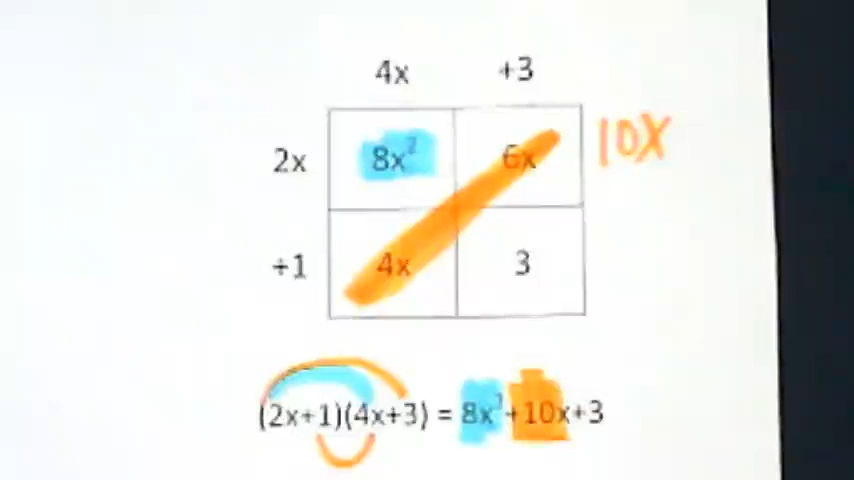 4x +3
2x 8x² 6x 10X
+1 4x 3
(2x+1)(4x+3) = 8x²+10x+3